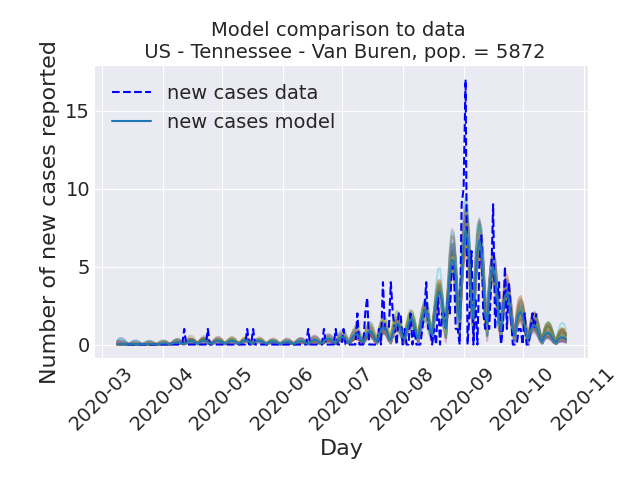 Model comparison to data
US - Tennessee - Van Buren, pop. = 5872
new cases data
new cases model
Number of new cases reported
15
10
5
0
2020-03
2020-04
2020-05
2020-06
2020-07
2020-08
2020-09
2020-10
2020-11
Day